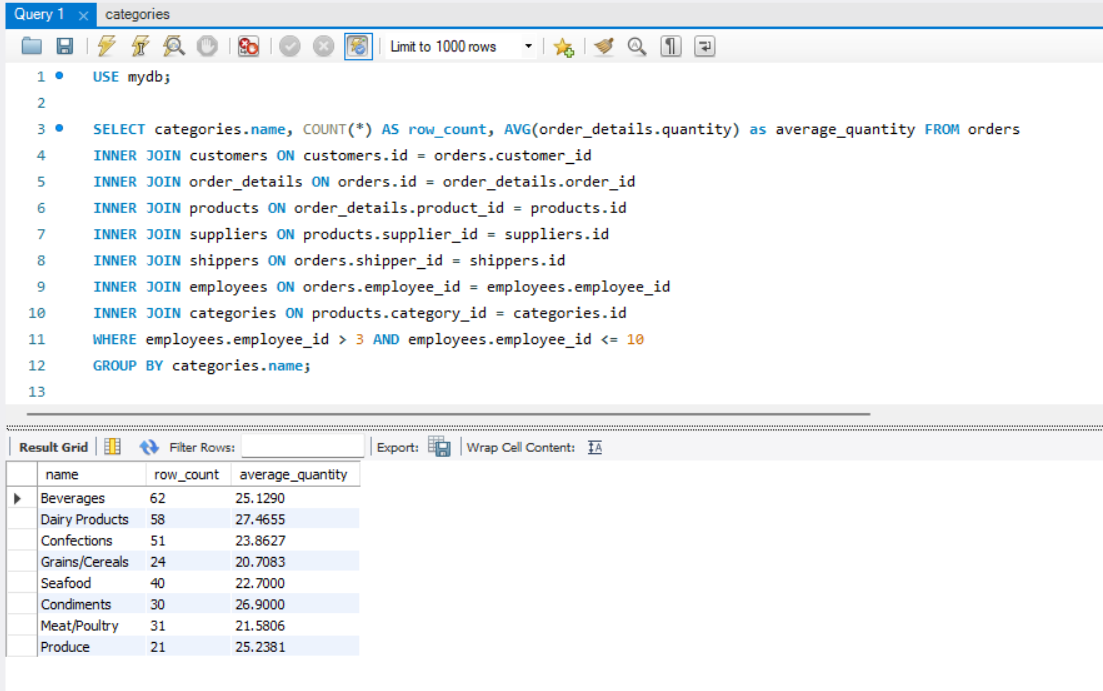 Query 1 categories
Limit to 1000 rows
1 USE mydb;
2
3 SELECT categories.name, COUNT(*) AS row_count, AVG(order_details.quantity) as average_quantity FROM orders
4 INNER JOIN customers ON customers.id = orders.customer_id
5 INNER JOIN order_details ON orders.id = order_details.order_id
6 INNER JOIN products ON order_details.product_id = products.id
7 INNER JOIN suppliers ON products.supplier_id = suppliers.id
8 INNER JOIN shippers ON orders.shipper_id = shippers.id
9 INNER JOIN employees ON orders.employee_id = employees.employee_id
10 INNER JOIN categories ON products.category_id = categories.id
11 WHERE employees.employee_id > 3 AND employees.employee_id <= 10
12 GROUP BY categories.name;
13
Result Grid Filter Rows: Export: Wrap Cell Content:
name row_count average_quantity
Beverages 62 25.1290
Dairy Products 58 27.4655
Confections 51 23.8627
Grains/Cereals 24 20.7083
Seafood 40 22.7000
Condiments 30 26.9000
Meat/Poultry 31 21.5806
Produce 21 25.2381